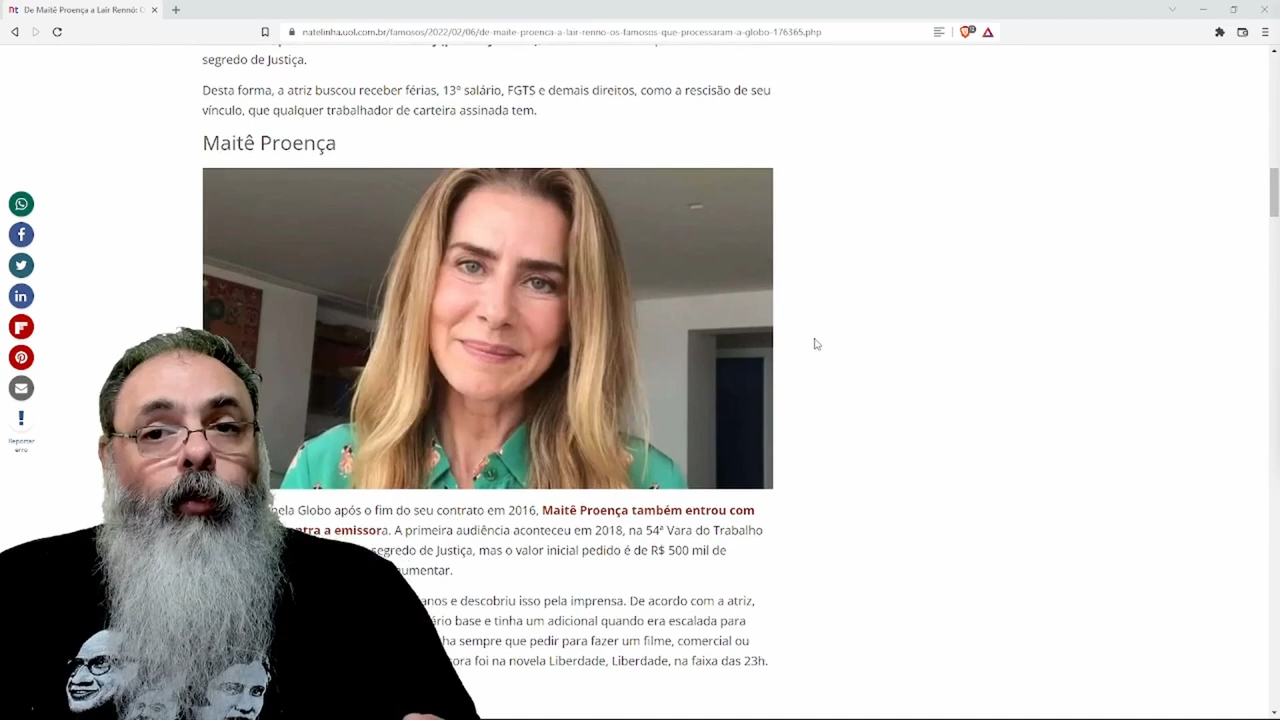 De Maitê Proença a Lair Rennó: O
natelinha.uol.com.br/famosos/2022/02/06/de-maite-proenca-a-lair-renno-os-famosos-que-processaram-a-globo-176365.php
segredo de Justiça.
Desta forma, a atriz buscou receber férias, 13º salário, FGTS e demais direitos, como a rescisão de seu
vínculo, que qualquer trabalhador de carteira assinada tem.
Maitê Proença
Reportar
erro
pela Globo após o fim do seu contrato em 2016, Maitê Proença também entrou com
contra a emissora. A primeira audiência aconteceu em 2018, na 54ª Vara do Trabalho
segredo de Justiça, mas o valor inicial pedido é de R$ 500 mil de
aumentar.
anos e descobriu isso pela imprensa. De acordo com a atriz,
base e tinha um adicional quando era escalada para
sempre que pedir para fazer um filme, comercial ou
foi na novela Liberdade, Liberdade, na faixa das 23h.